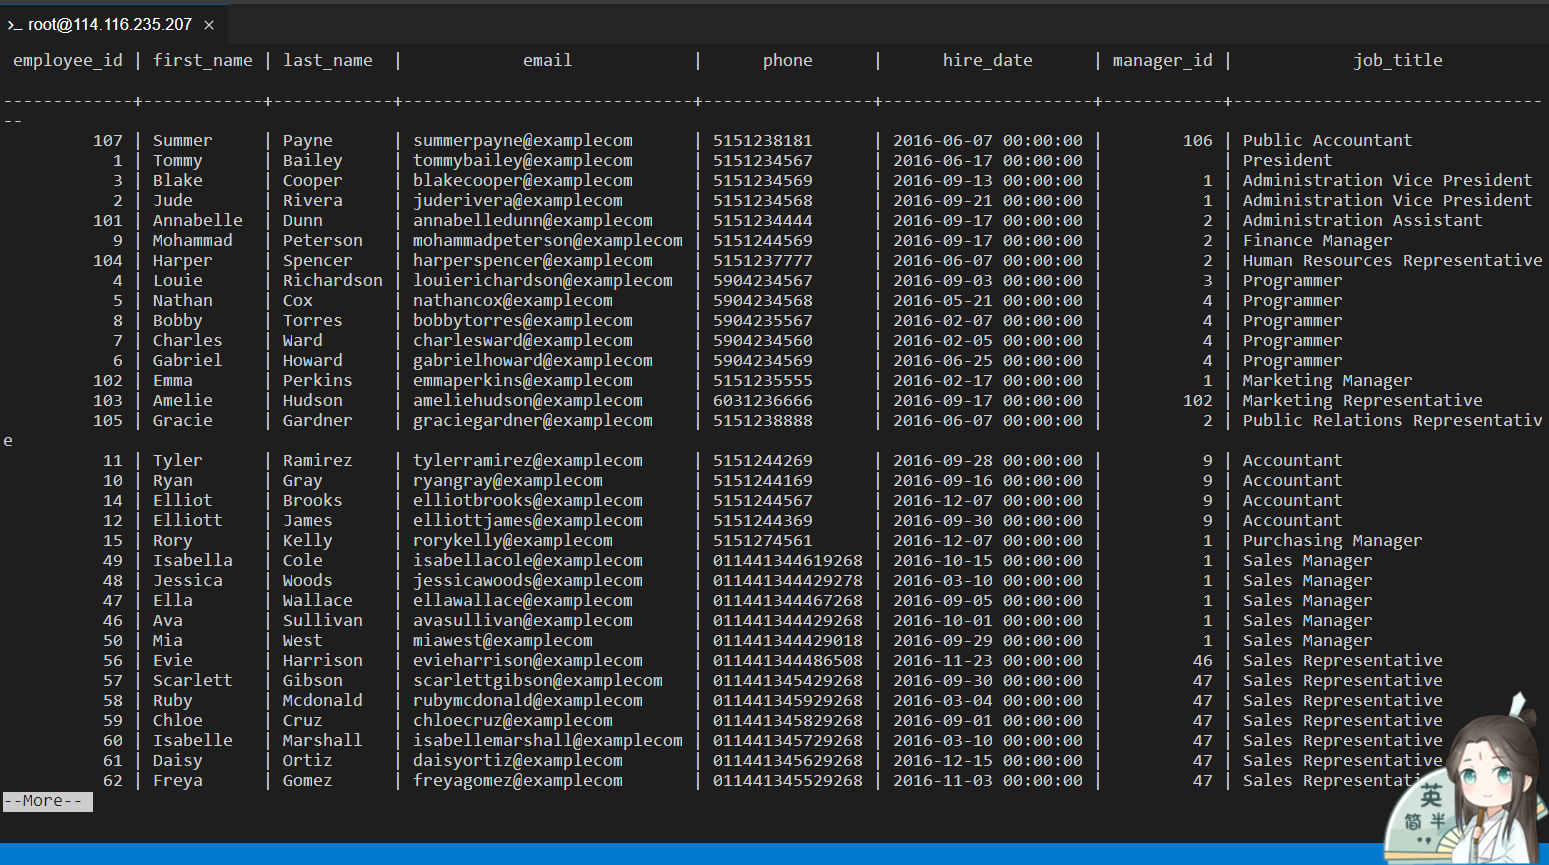 >_ root@114.116.235.207 ×
employee_id | first_name | last_name | email | phone | hire_date | manager_id | job_title
-------------+------------+------------+-----------------------------+-----------------+---------------------+------------+-------------------------------
--
107 | Summer | Payne | summerpayne@examplecom | 5151238181 | 2016-06-07 00:00:00 | 106 | Public Accountant
1 | Tommy | Bailey | tommybailey@examplecom | 5151234567 | 2016-06-17 00:00:00 | | President
3 | Blake | Cooper | blakecooper@examplecom | 5151234569 | 2016-09-13 00:00:00 | 1 | Administration Vice President
2 | Jude | Rivera | juderivera@examplecom | 5151234568 | 2016-09-21 00:00:00 | 1 | Administration Vice President
101 | Annabelle | Dunn | annabelledunn@examplecom | 5151234444 | 2016-09-17 00:00:00 | 2 | Administration Assistant
9 | Mohammad | Peterson | mohammadpeterson@examplecom | 5151244569 | 2016-09-17 00:00:00 | 2 | Finance Manager
104 | Harper | Spencer | harperspencer@examplecom | 5151237777 | 2016-06-07 00:00:00 | 2 | Human Resources Representative
4 | Louie | Richardson | louierichardson@examplecom | 5904234567 | 2016-09-03 00:00:00 | 3 | Programmer
5 | Nathan | Cox | nathancox@examplecom | 5904234568 | 2016-05-21 00:00:00 | 4 | Programmer
8 | Bobby | Torres | bobbytorres@examplecom | 5904235567 | 2016-02-07 00:00:00 | 4 | Programmer
7 | Charles | Ward | charlesward@examplecom | 5904234560 | 2016-02-05 00:00:00 | 4 | Programmer
6 | Gabriel | Howard | gabrielhoward@examplecom | 5904234569 | 2016-06-25 00:00:00 | 4 | Programmer
102 | Emma | Perkins | emmaperkins@examplecom | 5151235555 | 2016-02-17 00:00:00 | 1 | Marketing Manager
103 | Amelie | Hudson | ameliehudson@examplecom | 6031236666 | 2016-09-17 00:00:00 | 102 | Marketing Representative
105 | Gracie | Gardner | graciegardner@examplecom | 5151238888 | 2016-09-17 00:00:00 | 2 | Public Relations Representativ
e
11 | Tyler | Ramirez | tylerramirez@examplecom | 5151244269 | 2016-09-28 00:00:00 | 9 | Accountant
10 | Ryan | Gray | ryangray@examplecom | 5151244169 | 2016-09-16 00:00:00 | 9 | Accountant
14 | Elliot | Brooks | elliotbrooks@examplecom | 5151244567 | 2016-12-07 00:00:00 | 9 | Accountant
12 | Elliott | James | elliottjames@examplecom | 5151244369 | 2016-09-30 00:00:00 | 9 | Accountant
15 | Rory | Kelly | rorykelly@examplecom | 5151274561 | 2016-12-07 00:00:00 | 1 | Purchasing Manager
49 | Isabella | Cole | isabellacole@examplecom | 011441344619268 | 2016-10-15 00:00:00 | 1 | Sales Manager
48 | Jessica | Woods | jessicawoods@examplecom | 011441344429278 | 2016-03-10 00:00:00 | 1 | Sales Manager
47 | Ella | Wallace | ellawallace@examplecom | 011441344467268 | 2016-09-05 00:00:00 | 1 | Sales Manager
46 | Ava | Sullivan | avasullivan@examplecom | 011441344429268 | 2016-10-01 00:00:00 | 1 | Sales Manager
50 | Mia | West | miawest@examplecom | 011441344429018 | 2016-09-29 00:00:00 | 1 | Sales Manager
56 | Evie | Harrison | evieharrison@examplecom | 011441344486508 | 2016-11-23 00:00:00 | 46 | Sales Representative
57 | Scarlett | Gibson | scarlettgibson@examplecom | 011441345429268 | 2016-09-30 00:00:00 | 47 | Sales Representative
58 | Ruby | Mcdonald | rubymcdonald@examplecom | 011441345929268 | 2016-03-04 00:00:00 | 47 | Sales Representative
59 | Chloe | Cruz | chloecruz@examplecom | 011441345829268 | 2016-09-01 00:00:00 | 47 | Sales Representative
60 | Isabelle | Marshall | isabellemarshall@examplecom | 011441345729268 | 2016-03-10 00:00:00 | 47 | Sales Representative
61 | Daisy | Ortiz | daisyortiz@examplecom | 011441345629268 | 2016-12-15 00:00:00 | 47 | Sales Representative
62 | Freya | Gomez | freyagomez@examplecom | 011441345529268 | 2016-11-03 00:00:00 | 47 | Sales Representati
--More--
英
简 半